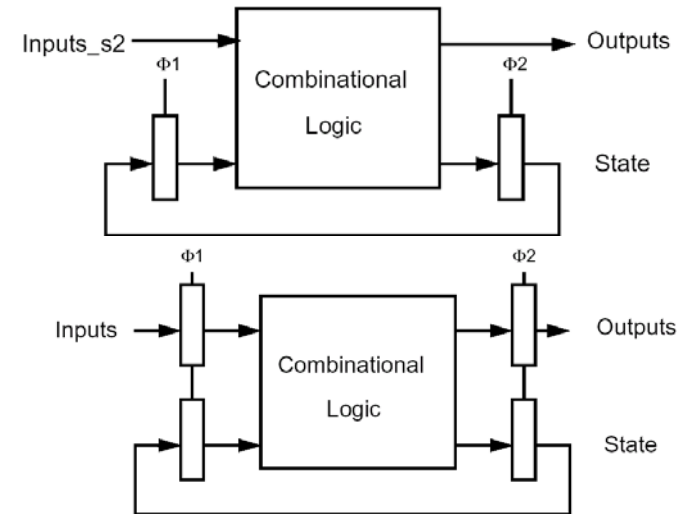 Inputs_s2
Outputs
Φ1
Φ2
Combinational
Logic
State
Φ1
Φ2
Inputs
Outputs
Combinational
Logic
State